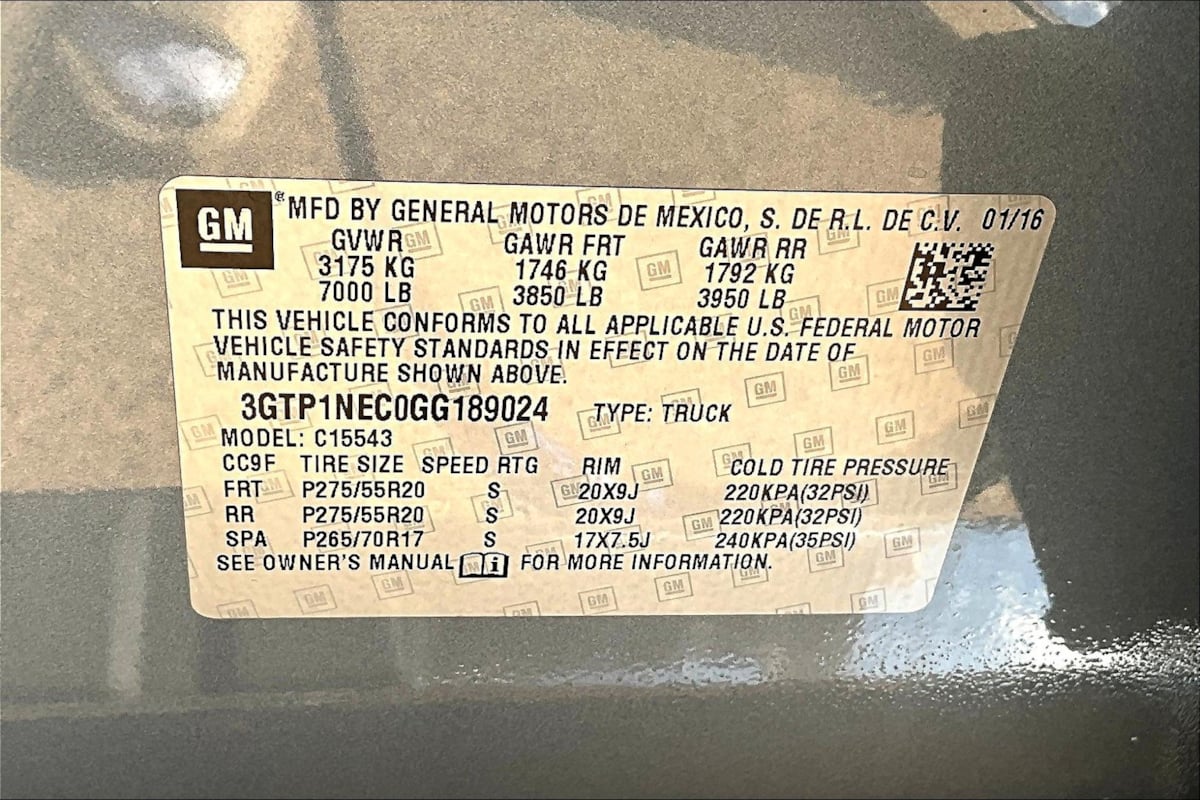 GM ® MFD BY GENERAL MOTORS DE MEXICO, S. DE R.L. DE C.V. 01/16
GVWR GAWR FRT GAWR RR
3175 KG 1746 KG 1792 KG
7000 LB 3850 LB 3950 LB
THIS VEHICLE CONFORMS TO ALL APPLICABLE U.S. FEDERAL MOTOR
VEHICLE SAFETY STANDARDS IN EFFECT ON THE DATE OF
MANUFACTURE SHOWN ABOVE.
3GTP1NEC0GG189024 TYPE: TRUCK
MODEL: C15543
CC9F TIRE SIZE SPEED RTG RIM COLD TIRE PRESSURE
FRT P275/55R20 S 20X9J 220KPA(32PSI)
RR P275/55R20 S 20X9J 220KPA(32PSI)
SPA P265/70R17 S 17X7.5J 240KPA(35PSI)
SEE OWNER'S MANUAL i FOR MORE INFORMATION.